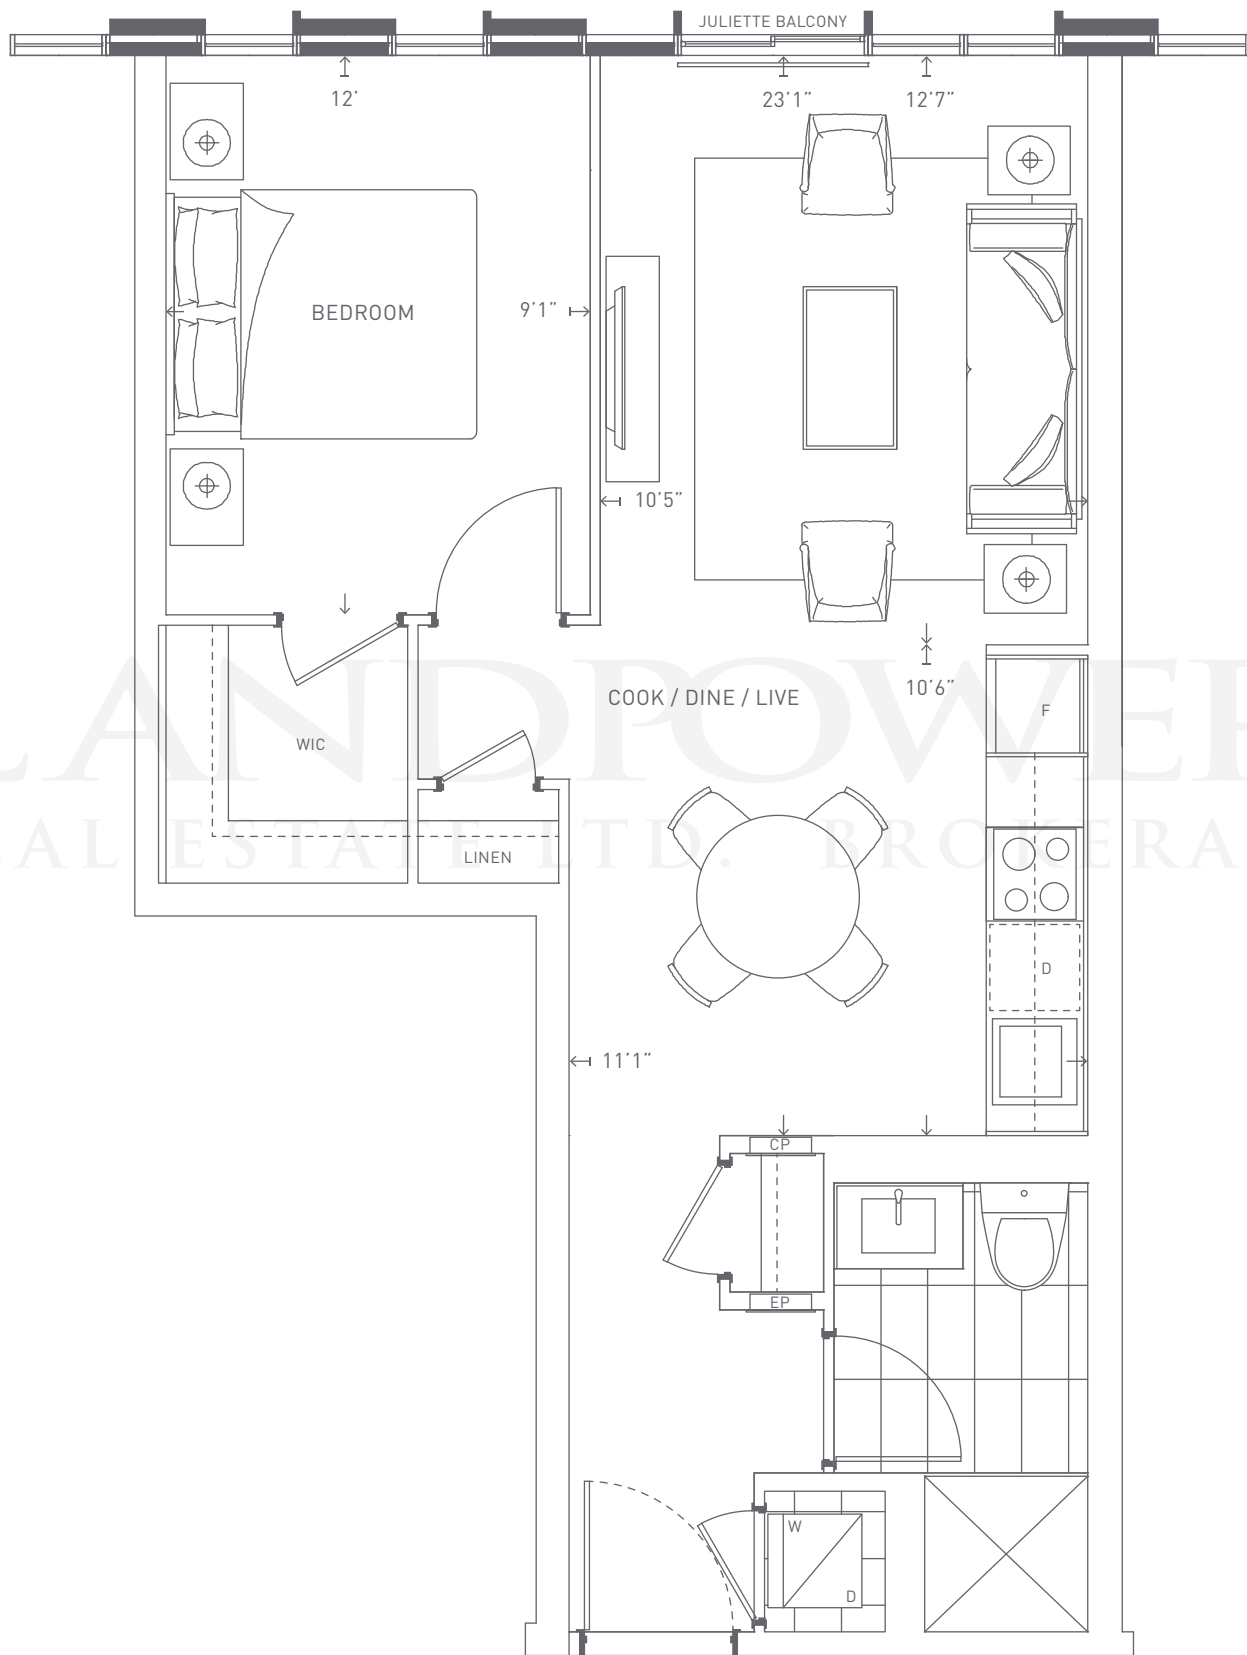 JULIETTE BALCONY
12'
23'1"
12'7"
BEDROOM
9'1"
10'5"
10'6"
COOK / DINE / LIVE
F
WIC
LANDPOWER
REAL ESTATE LTD. BROKERA
LINEN
D
11'1"
CP
EP
W
D